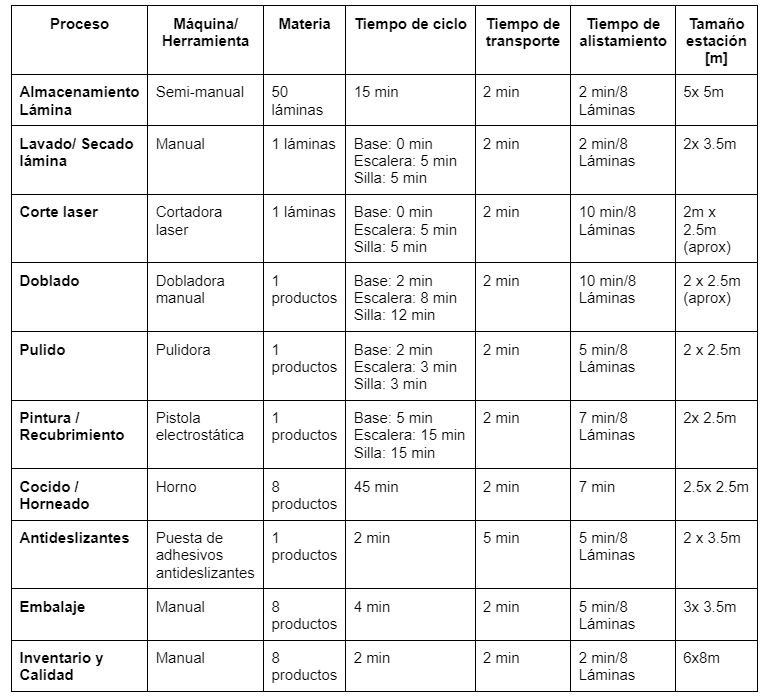 Proceso
Máquina/
Herramienta
Materia
Tiempo de ciclo
Tiempo de
transporte
Tiempo de
alistamiento
Tamaño
estación
[m]
Almacenamiento
Lámina
Semi-manual
50
láminas
15 min
2 min
2 min/8
Láminas
5x 5m
Lavado/ Secado
lámina
Manual
1 láminas
Base: 0 min
Escalera: 5 min
Silla: 5 min
2 min
2 min/8
Láminas
2x 3.5m
Corte laser
Cortadora
laser
1 láminas
Base: 0 min
Escalera: 5 min
Silla: 5 min
2 min
10 min/8
Láminas
2m x
2.5m
(aprox)
Doblado
Dobladora
manual
1
productos
Base: 2 min
Escalera: 8 min
Silla: 12 min
2 min
10 min/8
Láminas
2 x 2.5m
(aprox)
Pulido
Pulidora
1
productos
Base: 2 min
Escalera: 3 min
Silla: 3 min
2 min
5 min/8
Láminas
2 x 2.5m
Pintura /
Recubrimiento
Pistola
electrostática
1
productos
Base: 5 min
Escalera: 15 min
Silla: 15 min
2 min
7 min/8
Láminas
2x 2.5m
Cocido /
Horneado
Horno
8
productos
45 min
2 min
7 min
2.5x 2.5m
Antideslizantes
Puesta de
adhesivos
antideslizantes
1
productos
2 min
5 min
5 min/8
Láminas
2 x 3.5m
Embalaje
Manual
8
productos
4 min
2 min
5 min/8
Láminas
3x 3.5m
Inventario y
Calidad
Manual
8
productos
2 min
2 min
2 min/8
Láminas
6x8m